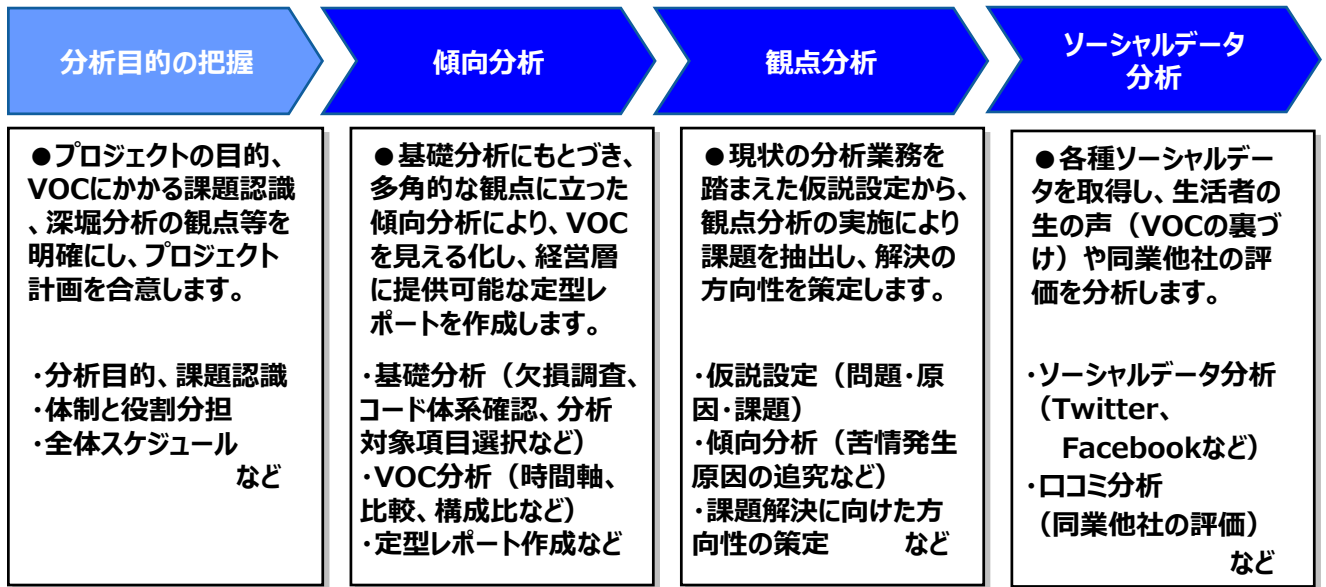 分析目的の把握
傾向分析
観点分析
ソーシャルデータ
分析
●プロジェクトの目的、
VOCにかかる課題認識
、深堀分析の観点等を
明確にし、プロジェクト
計画を合意します。
・分析目的、課題認識
・体制と役割分担
・全体スケジュール
など
●基礎分析にもとづき、
多角的な観点に立った
傾向分析により、VOC
を見える化し、経営層
に提供可能な定型レ
ポートを作成します。
・基礎分析（欠損調査、
コード体系確認、分析
対象項目選択など）
・VOC分析（時間軸、
比較、構成比など）
・定型レポート作成など
●現状の分析業務を
踏まえた仮説設定から、
観点分析の実施により
課題を抽出し、解決の
方向性を策定します。
・仮説設定（問題・原
因・課題）
・傾向分析（苦情発生
原因の追究など）
・課題解決に向けた方
向性の策定　　　など
●各種ソーシャルデー
タを取得し、生活者の
生の声（VOCの裏づ
け）や同業他社の評
価を分析します。
・ソーシャルデータ分析
（Twitter、
Facebookなど）
・口コミ分析
（同業他社の評価）
など